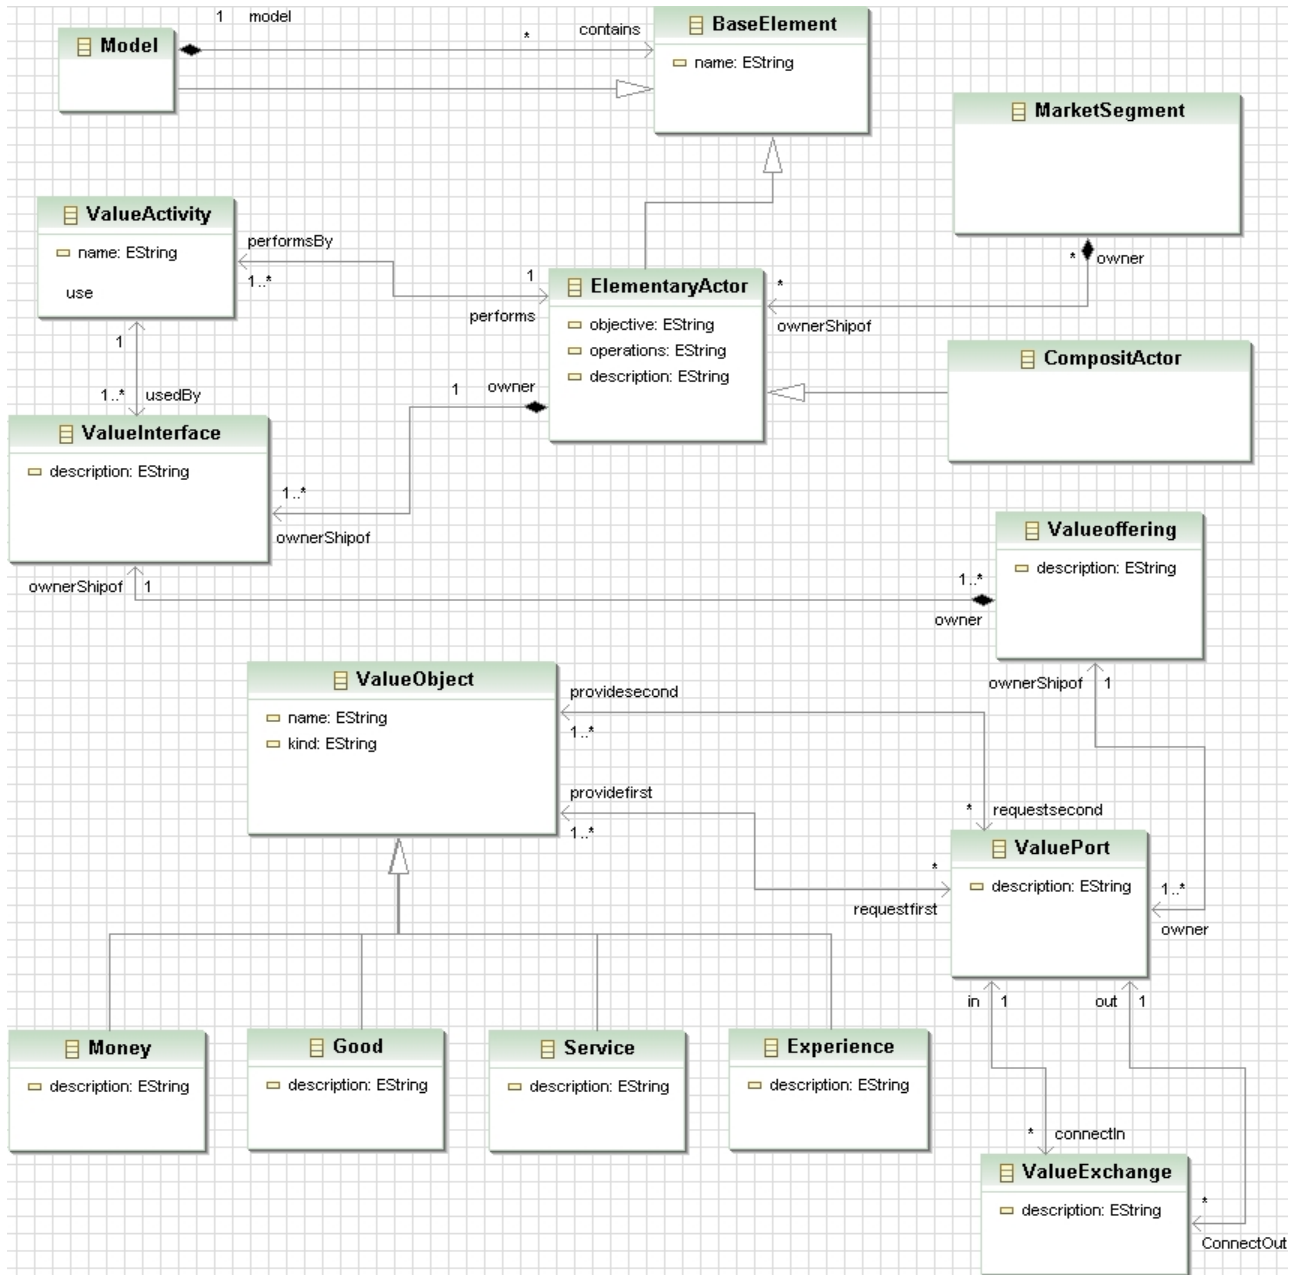 1 model
* contains
Model
BaseElement
name: EString
MarketSegment
ValueActivity
name: EString
use
performsBy
1..*
1
performs
ElementaryActor
objective: EString
operations: EString
description: EString
* owner
*
ownerShipof
CompositActor
1
1..* usedBy
1 owner
ValueInterface
description: EString
1..*
ownerShipof
ownerShipof 1
1..*
owner
Valueoffering
description: EString
ownerShipof 1
ValueObject
name: EString
kind: EString
providesecond
1..*
providefirst
1..*
* requestsecond
*
requestfirst
ValuePort
description: EString
1..*
owner
in 1
out 1
Money
description: EString
Good
description: EString
Service
description: EString
Experience
description: EString
* connectIn
ValueExchange
description: EString
*
ConnectOut